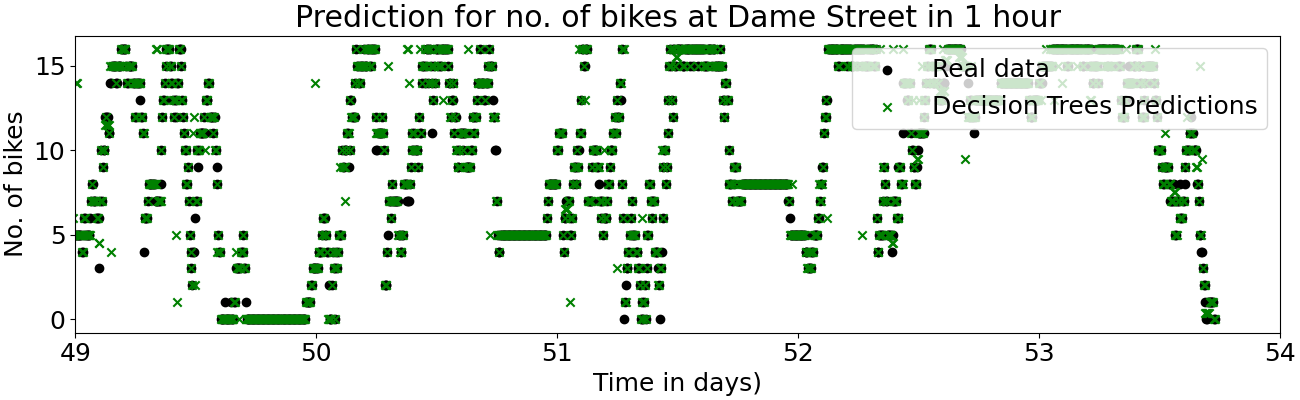 Prediction for no. of bikes at Dame Street in 1 hour
No. of bikes
15
10
5
0
Real data
Decision Trees Predictions
49
50
51
52
53
54
Time in days)